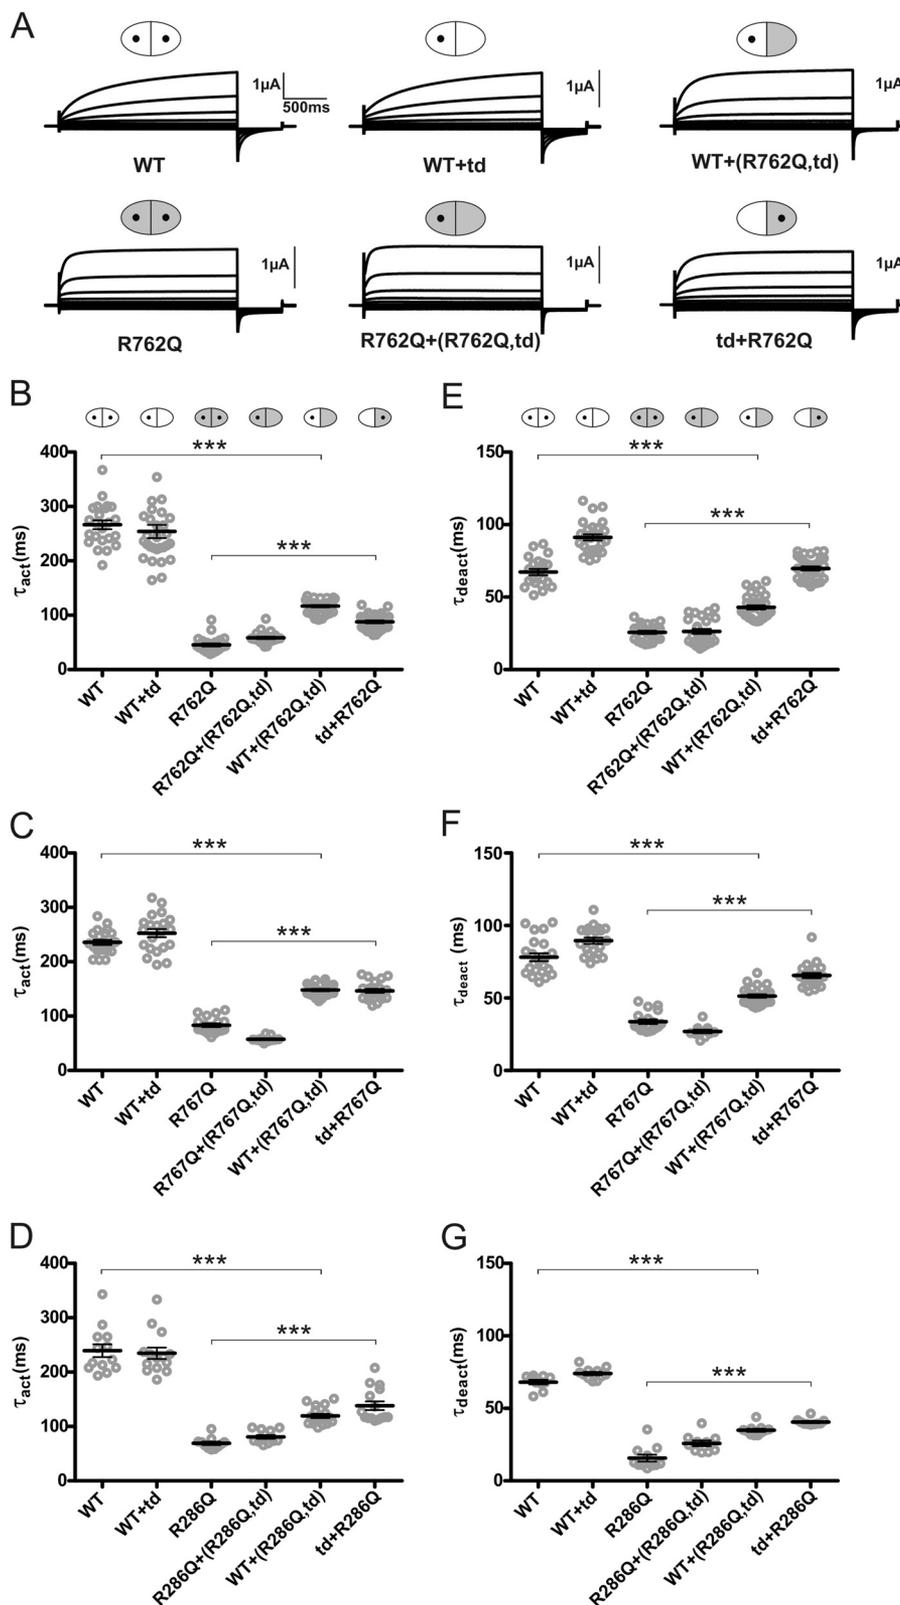 A
1μA
500ms
1μA
1μA
WT
WT+td
WT+(R762Q,td)
1μA
1μA
1μA
R762Q
R762Q+(R762Q,td)
td+R762Q
B
400
300
200
100
0
τact(ms)
***
***
WT
WT+td
R762Q
R762Q+(R762Q,td)
WT+(R762Q,td)
td+R762Q
E
150
100
50
0
τdeact(ms)
***
***
WT
WT+td
R762Q
R762Q+(R762Q,td)
WT+(R762Q,td)
td+R762Q
C
400
300
200
100
0
τact(ms)
***
***
WT
WT+td
R767Q
R767Q+(R767Q,td)
WT+(R767Q,td)
td+R767Q
F
150
100
50
0
τdeact (ms)
***
***
WT
WT+td
R767Q
R767Q+(R767Q,td)
WT+(R767Q,td)
td+R767Q
D
400
300
200
100
0
τact(ms)
***
***
WT
WT+td
R286Q
R286Q+(R286Q,td)
WT+(R286Q,td)
td+R286Q
G
150
100
50
0
τdeact(ms)
***
***
WT
WT+td
R286Q
R286Q+(R286Q,td)
WT+(R286Q,td)
td+R286Q